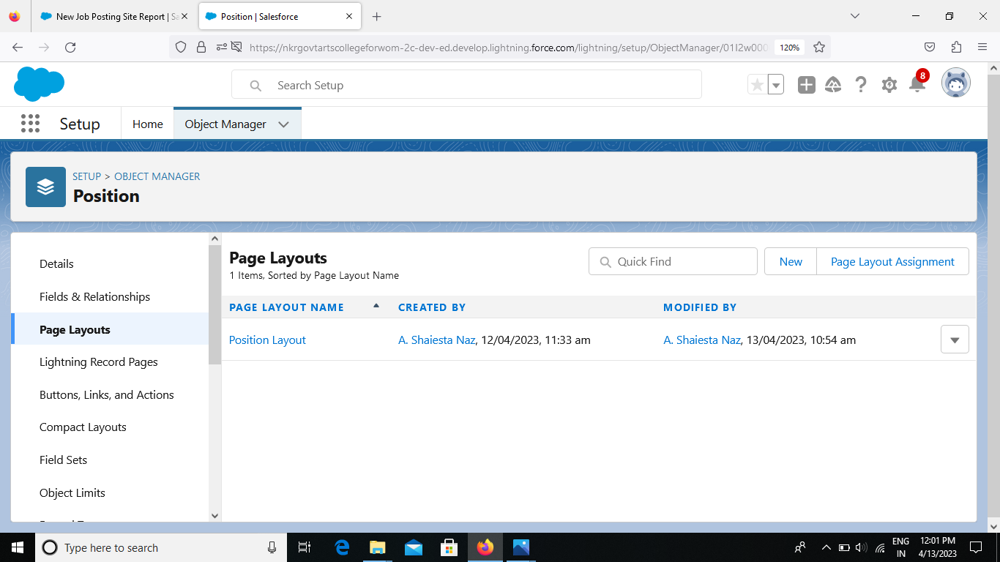 New Job Posting Site Report | Sa
Position | Salesforce
https://nkrgovtartscollegeforwom-2c-dev-ed.develop.lightning.force.com/lightning/setup/ObjectManager/01I2w000
120%
Search Setup
8
Setup
Home
Object Manager
SETUP > OBJECT MANAGER
Position
Details
Fields & Relationships
Page Layouts
Lightning Record Pages
Buttons, Links, and Actions
Compact Layouts
Field Sets
Object Limits
Page Layouts
1 Items, Sorted by Page Layout Name
Quick Find
New
Page Layout Assignment
PAGE LAYOUT NAME CREATED BY MODIFIED BY
Position Layout A. Shaiesta Naz, 12/04/2023, 11:33 am A. Shaiesta Naz, 13/04/2023, 10:54 am
Type here to search
ENG
IN
12:01 PM
4/13/2023